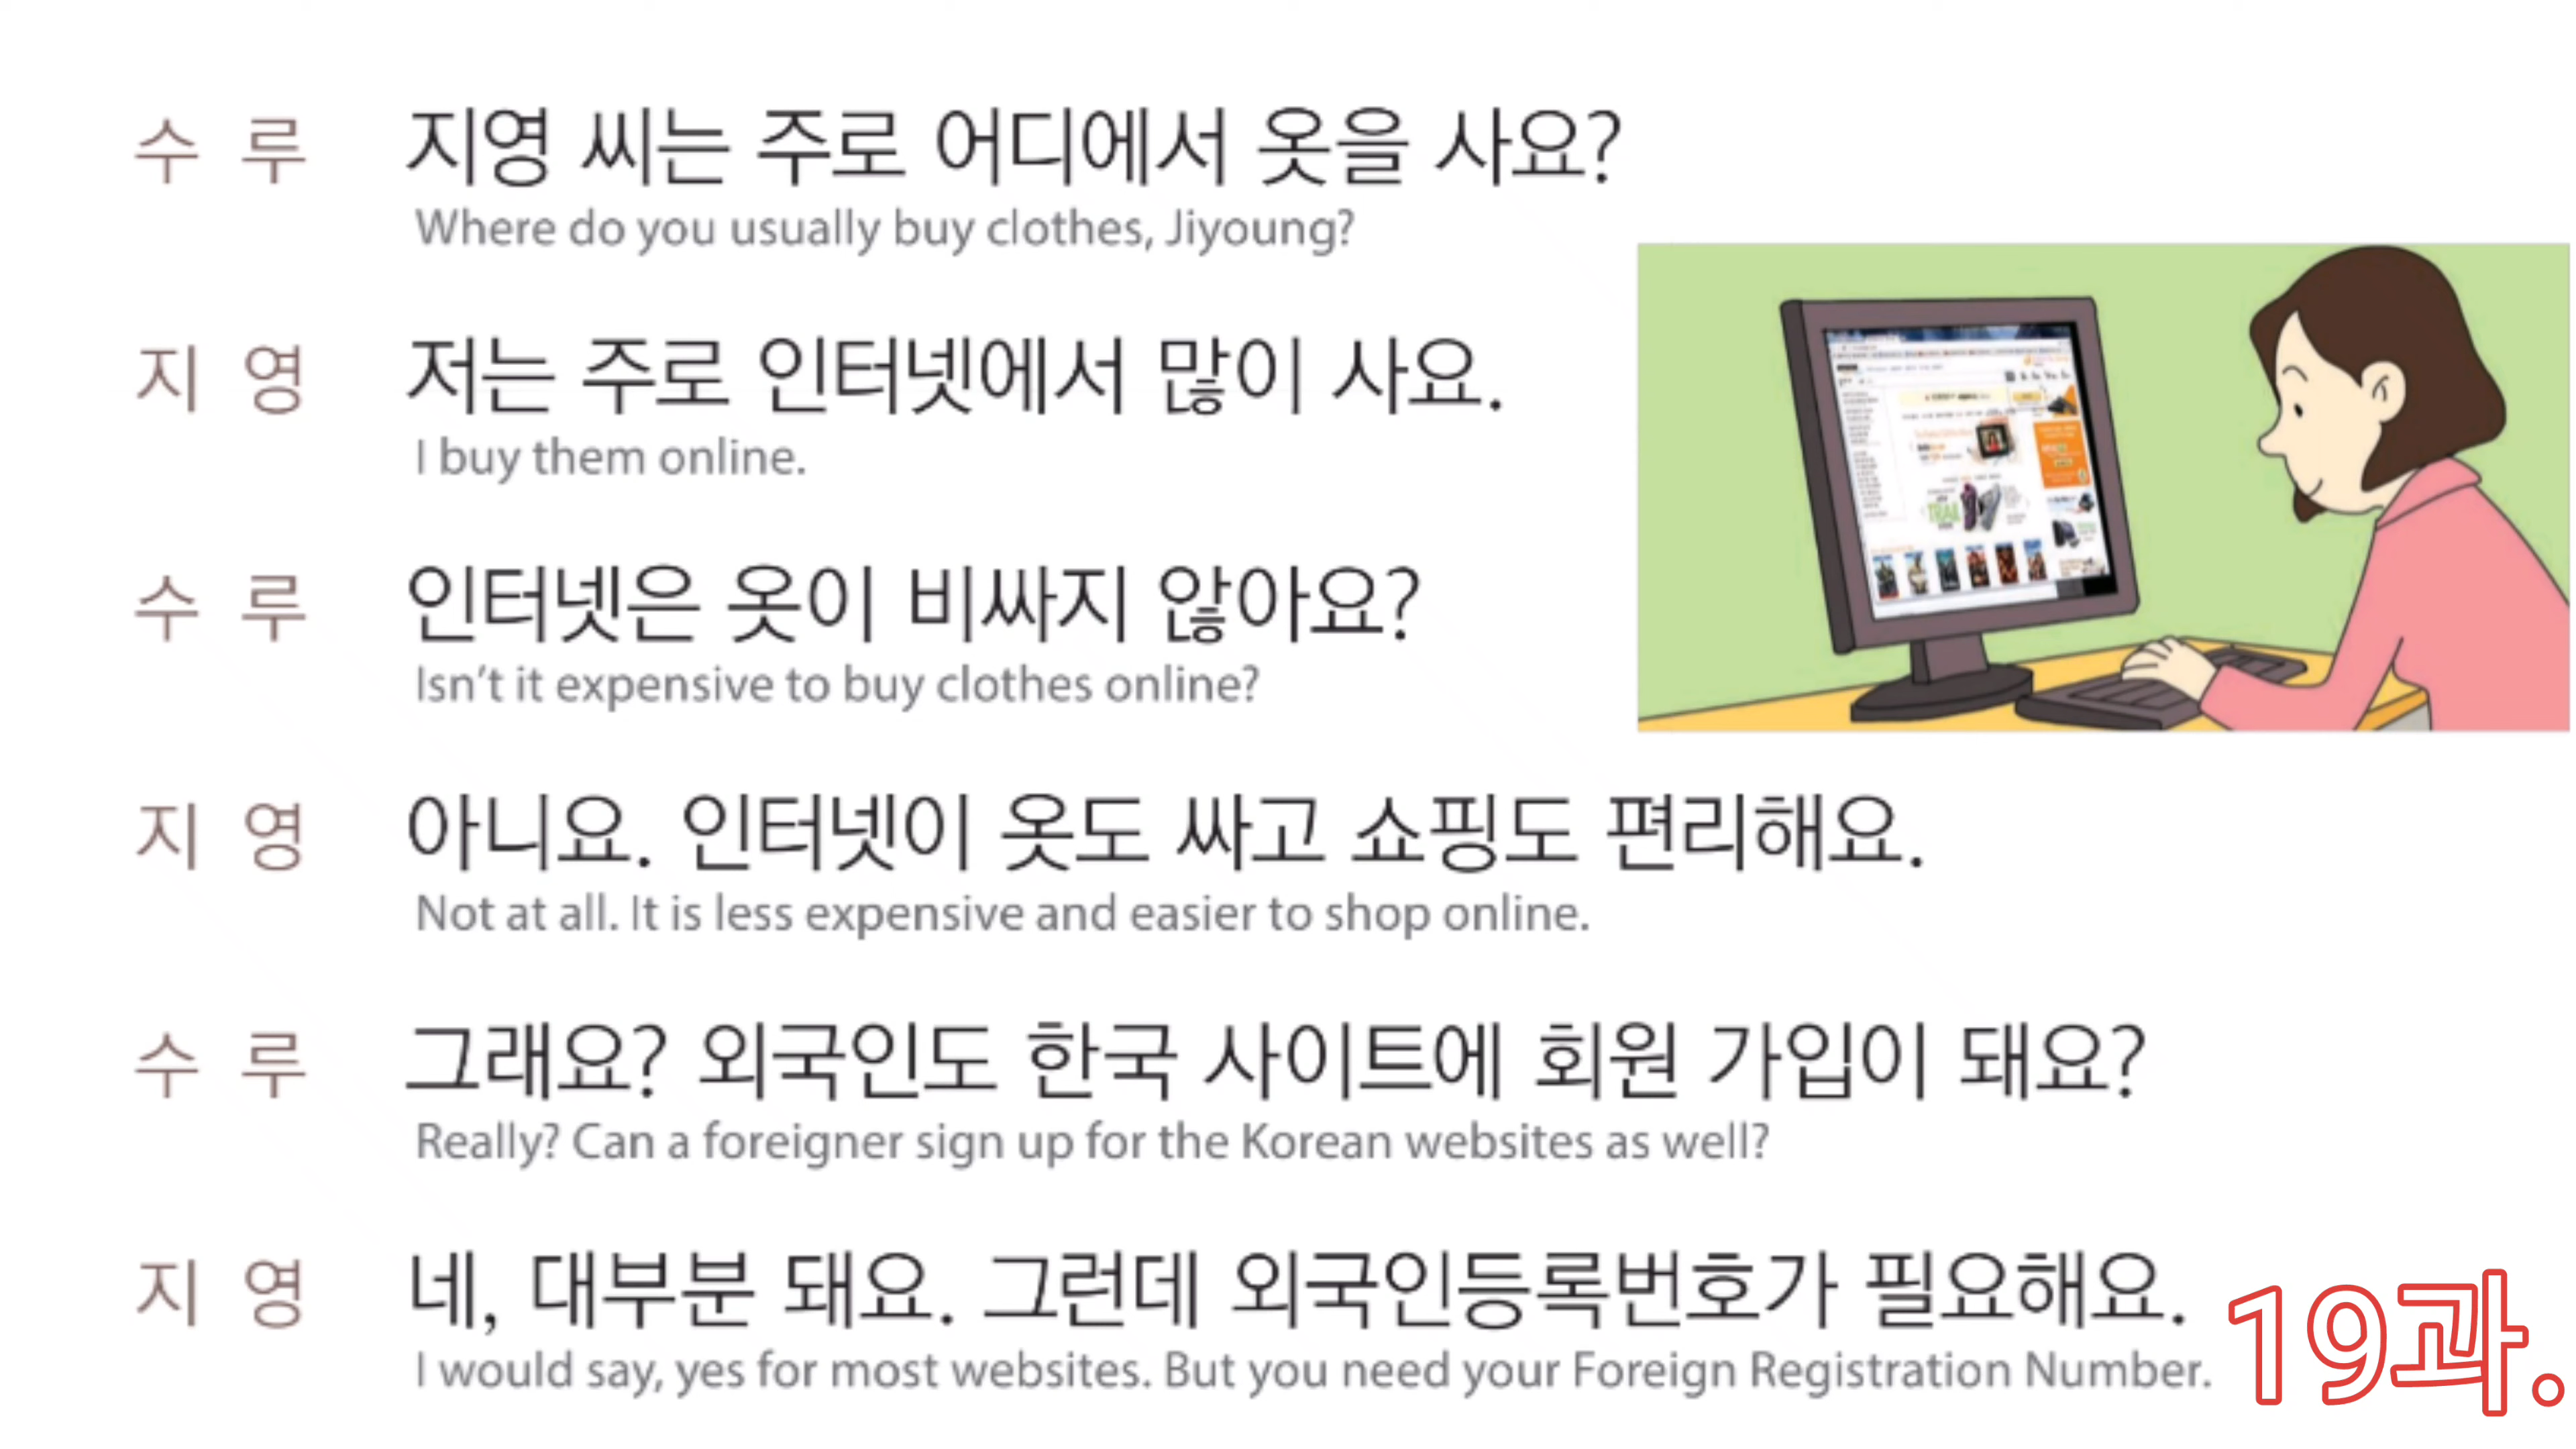 수 루 지영 씨는 주로 어디에서 옷을 사요?
Where do you usually buy clothes, Jiyoung?
지 영 저는 주로 인터넷에서 많이 사요.
I buy them online.
수 루 인터넷은 옷이 비싸지 않아요?
Isn't it expensive to buy clothes online?
지 영 아니요. 인터넷이 옷도 싸고 쇼핑도 편리해요.
Not at all. It is less expensive and easier to shop online.
수 루 그래요? 외국인도 한국 사이트에 회원 가입이 돼요?
Really? Can a foreigner sign up for the Korean websites as well?
지 영 네, 대부분 돼요. 그런데 외국인등록번호가 필요해요.
I would say, yes for most websites. But you need your Foreign Registration Number.
19과.
TRAIL